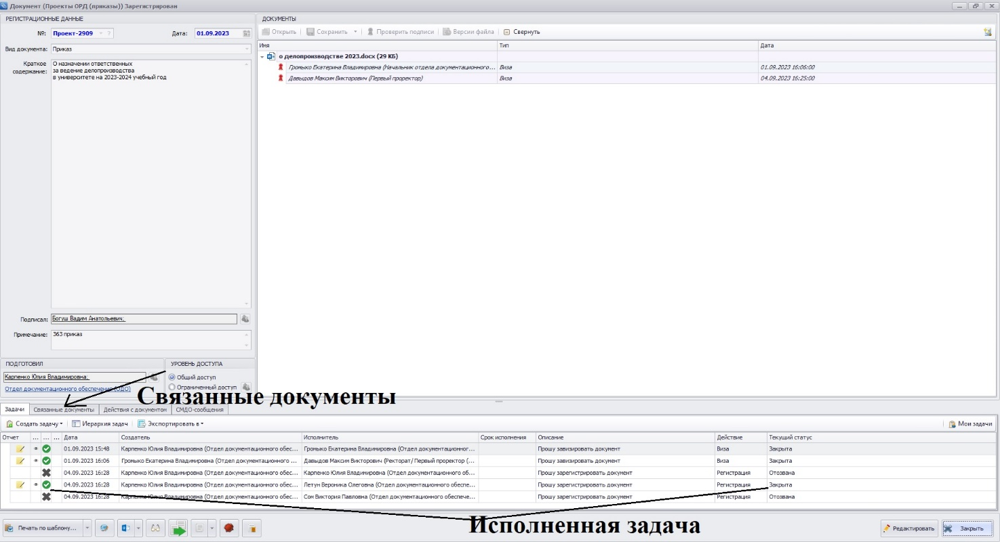 Документ (Проекты ОРД (приказы)) Зарегистрирован
РЕГИСТРАЦИОННЫЕ ДАННЫЕ
№: Проект-2909 ? Дата: 01.09.2023
Вид документа: Приказ
Краткое содержание: О назначении ответственных
за ведение делопроизводства
в университете на 2023-2024 учебный год
Подписал: Богуш Вадим Анатольевич;
Примечание: 363 приказ
ПОДГОТОВИЛ
Карпенко Юлия Владимировна;
Отдел документационного обеспечения (ОДО)
УРОВЕНЬ ДОСТУПА
Общий доступ
Ограниченный доступ
ДОКУМЕНТЫ
Открыть Сохранить Проверить подписи Версии файла Свернуть
Имя Тип Дата
о делопроизводстве 2023.docx (29 КБ)
Громыко Екатерина Владимировна (Начальник отдела документационного... Виза 01.09.2023 16:06:00
Давыдов Максим Викторович (Первый проректор) Виза 04.09.2023 16:25:00
Связанные документы
Задачи Связанные документы Действия с документом СМДО-сообщения
Создать задачу Иерархия задач Экспортировать в Мои задачи
Отчет ... ... ... Дата Создатель Исполнитель Срок исполнения Описание Действие Текущий статус
01.09.2023 15:48 Карпенко Юлия Владимировна (Отдел документационного обес... Громыко Екатерина Владимировна (Отдел документационног... Прошу завизировать документ Виза Закрыта
01.09.2023 16:06 Громыко Екатерина Владимировна (Отдел документационного ... Давыдов Максим Викторович (Ректорат/Первый проректор (... Прошу завизировать документ Виза Закрыта
04.09.2023 16:28 Карпенко Юлия Владимировна (Отдел документационного обес... Карпенко Юлия Владимировна (Отдел документационного об... Прошу зарегистрировать документ Регистрация Отозвана
04.09.2023 16:28 Карпенко Юлия Владимировна (Отдел документационного обес... Летун Вероника Олеговна (Отдел документационного обеспе... Прошу зарегистрировать документ Регистрация Закрыта
04.09.2023 16:28 Карпенко Юлия Владимировна (Отдел документационного обес... Сом Виктория Павловна (Отдел документационного обеспече... Прошу зарегистрировать документ Регистрация Отозвана
Исполненная задача
Печать по шаблону... Редактировать Закрыть